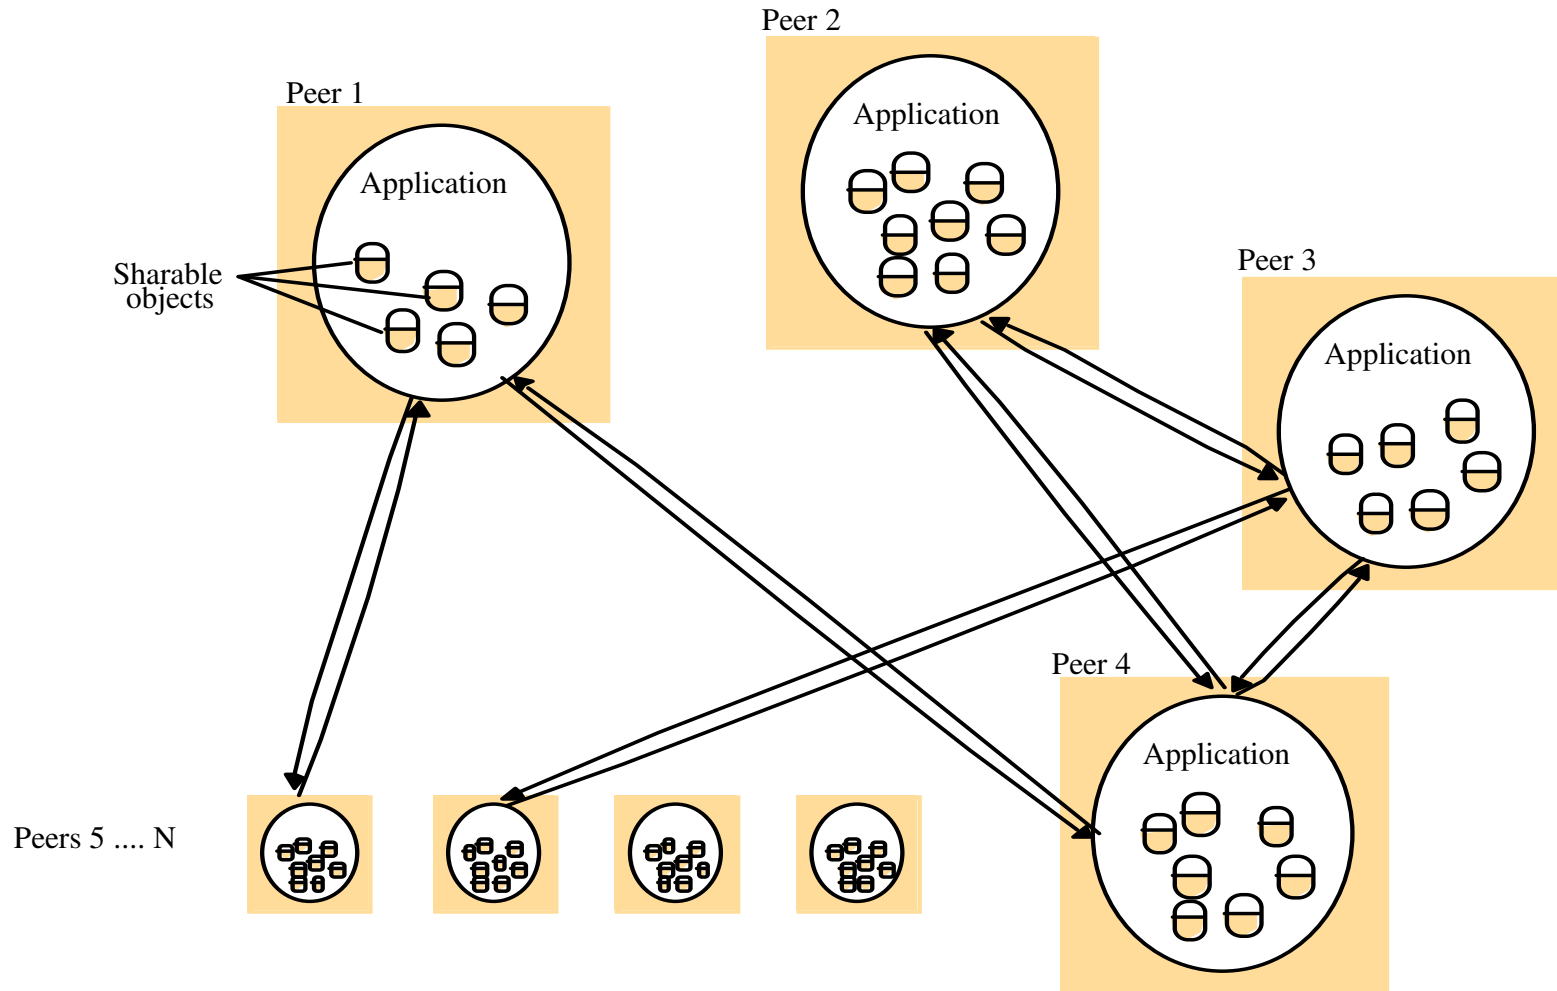 Peer 2
Peer 1
Application
Application
Sharable
objects
Peer 3
Application
Peer 4
Application
Peers 5 .... N